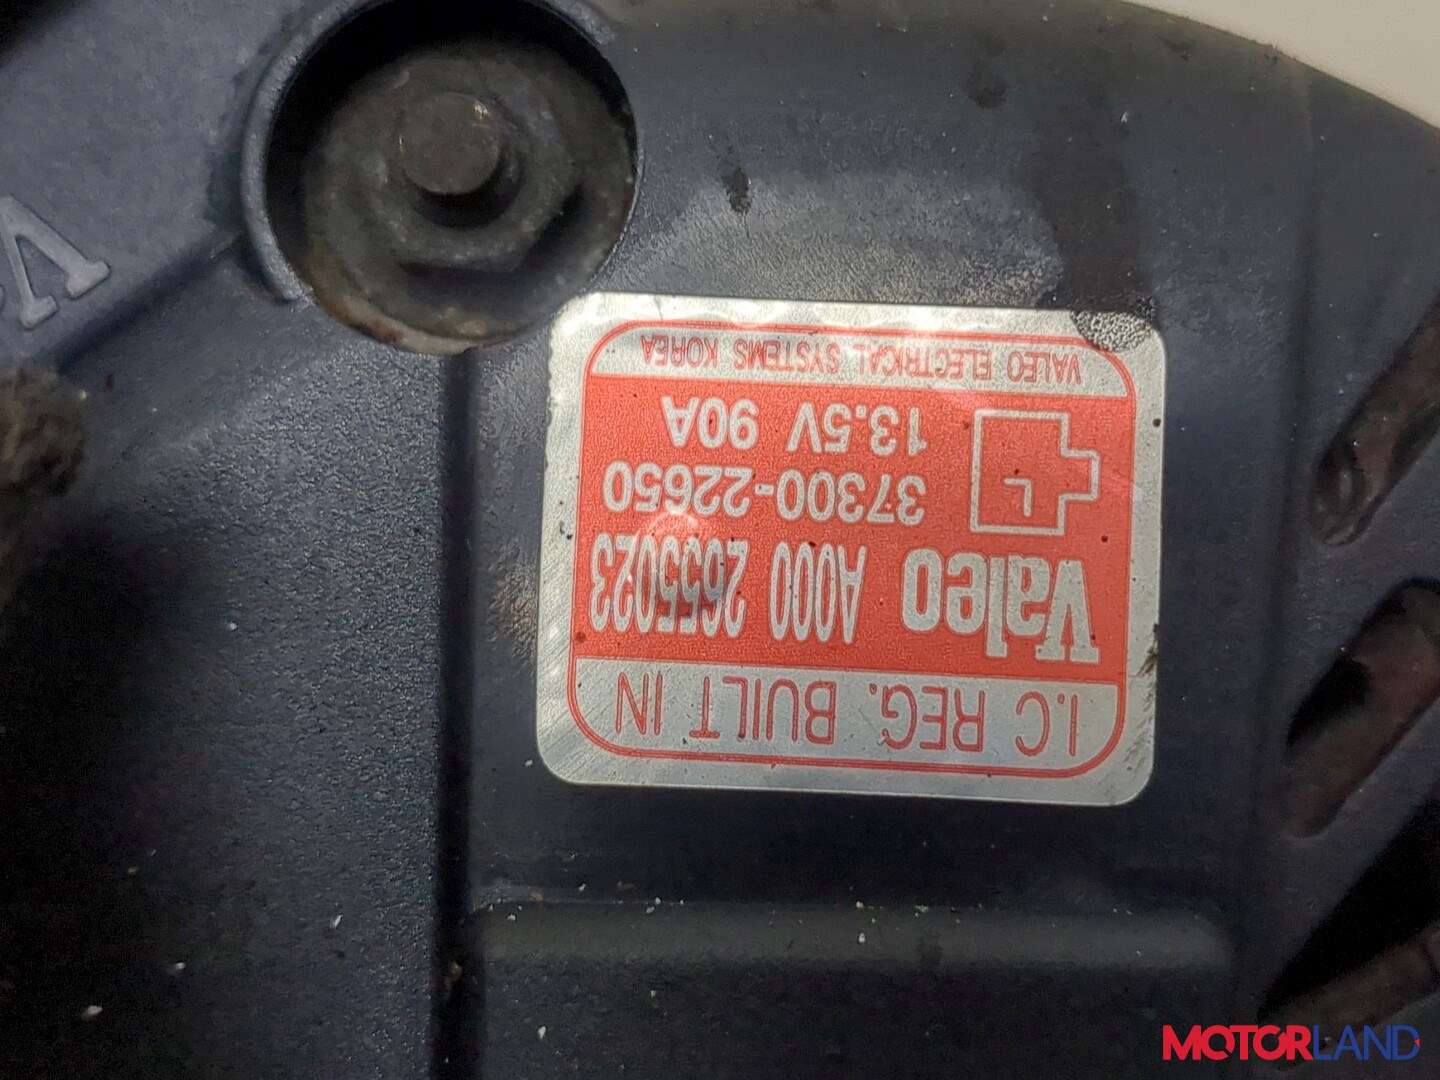 I.C REG. BUILT IN
Valeo A000 2655023
37300-22650
13.5V 90A
L
VALEO ELECTRICAL SYSTEMS KOREA
MOTORLAND